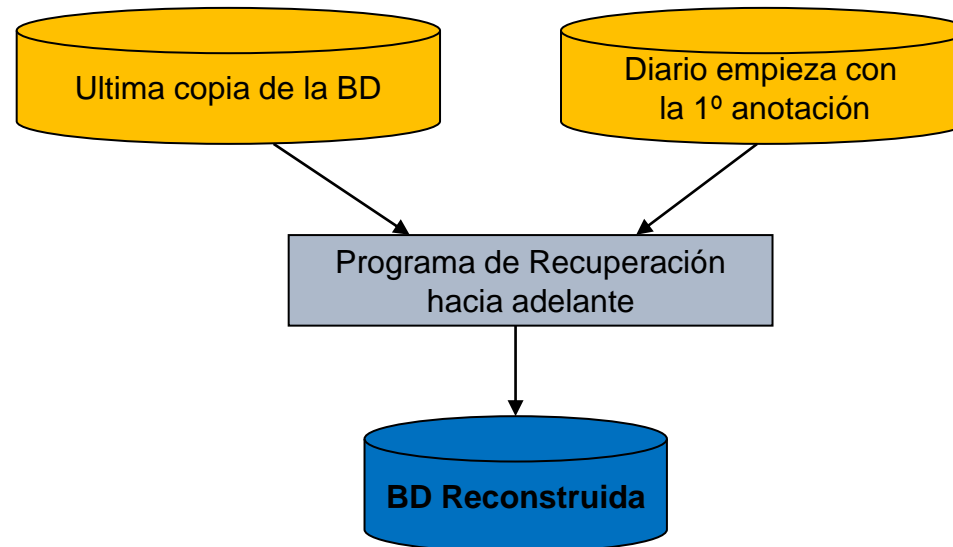 Ultima copia de la BD
Diario empieza con
la 1º anotación
Programa de Recuperación
hacia adelante
BD Reconstruida